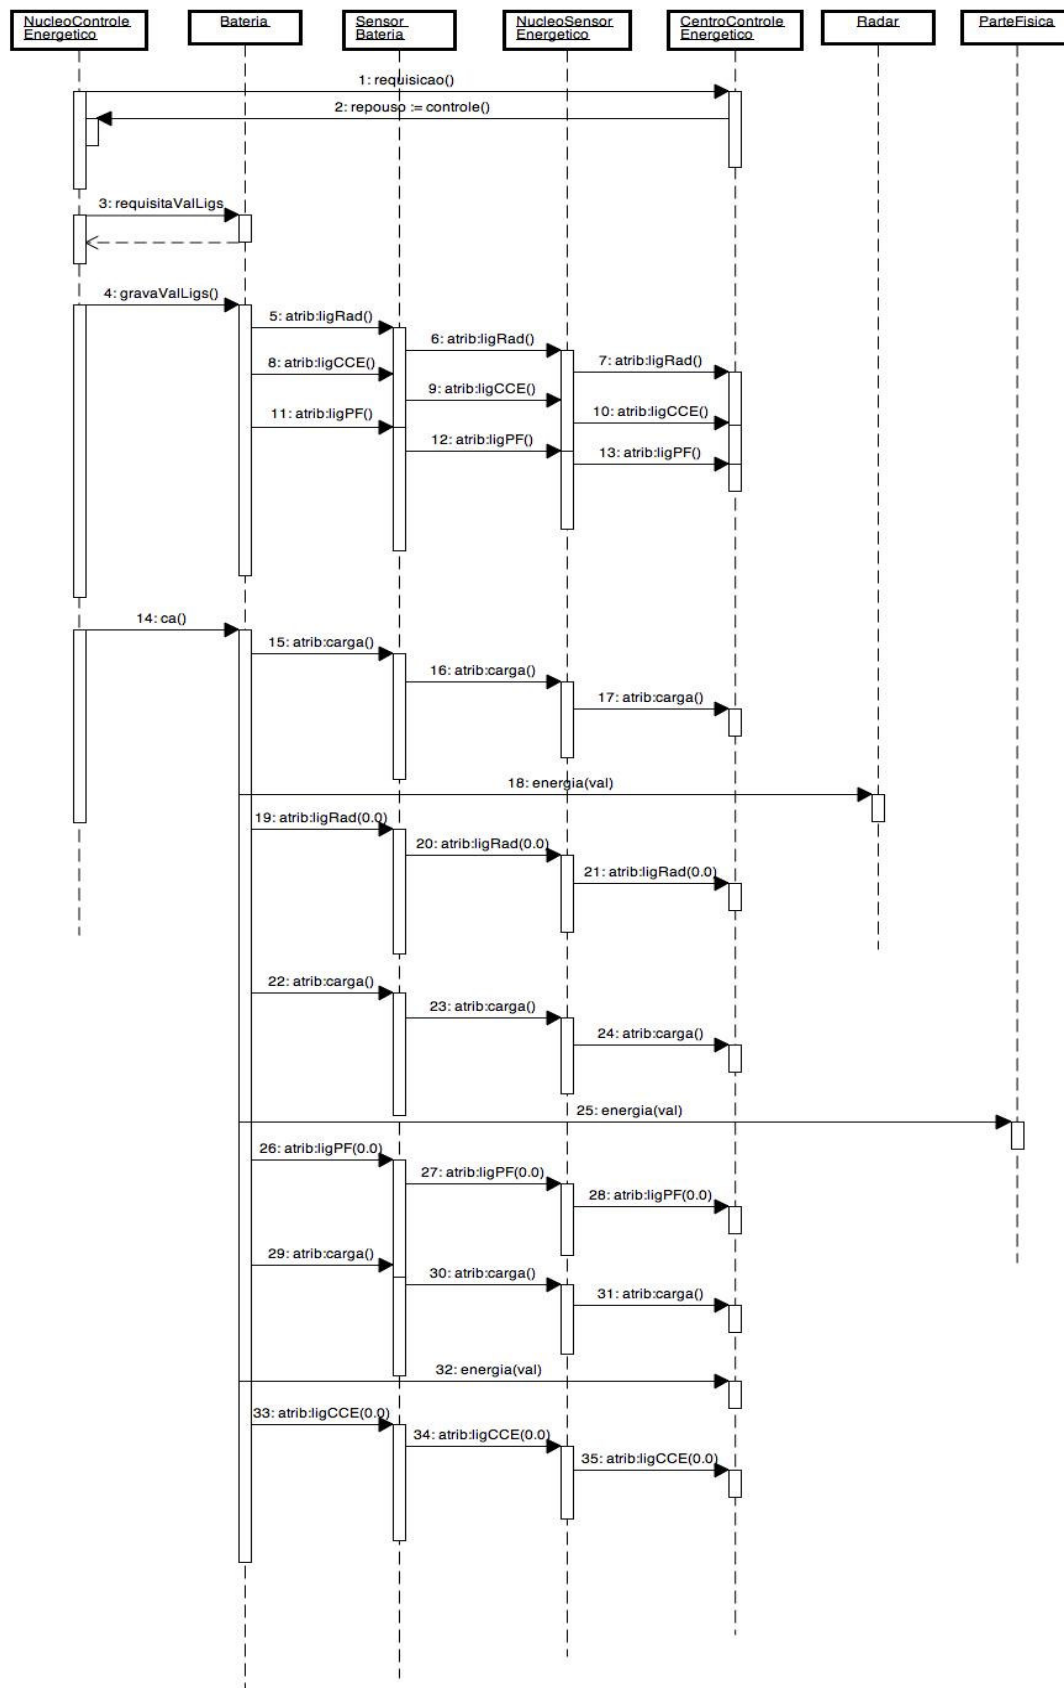 NucleoControle
Energetico
Bateria
Sensor
Bateria
NucleoSensor
Energetico
CentroControle
Energetico
Radar
ParteFisica
1: requisicao()
2: repouso := controle()
3: requisitaValLigs
4: gravaValLigs()
5: atrib:ligRad()
6: atrib:ligRad()
7: atrib:ligRad()
8: atrib:ligCCE()
9: atrib:ligCCE()
10: atrib:ligCCE()
11: atrib:ligPF()
12: atrib:ligPF()
13: atrib:ligPF()
14: ca()
15: atrib:carga()
16: atrib:carga()
17: atrib:carga()
18: energia(val)
19: atrib:ligRad(0.0)
20: atrib:ligRad(0.0)
21: atrib:ligRad(0.0)
22: atrib:carga()
23: atrib:carga()
24: atrib:carga()
25: energia(val)
26: atrib:ligPF(0.0)
27: atrib:ligPF(0.0)
28: atrib:ligPF(0.0)
29: atrib:carga()
30: atrib:carga()
31: atrib:carga()
32: energia(val)
33: atrib:ligCCE(0.0)
34: atrib:ligCCE(0.0)
35: atrib:ligCCE(0.0)